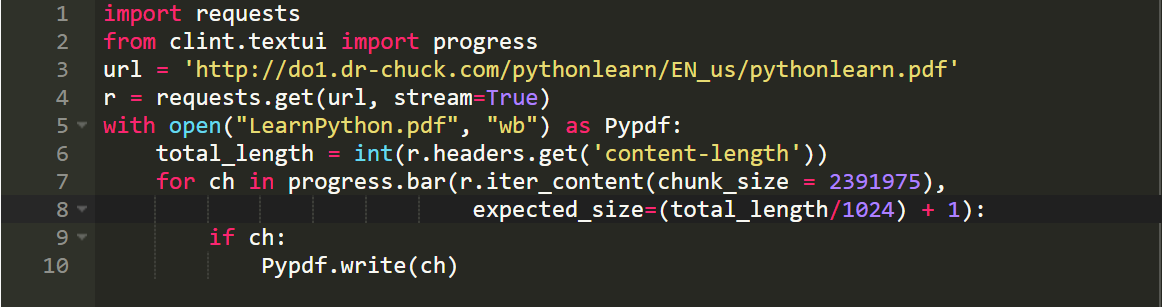 1 import requests
2 from clint.textui import progress
3 url = 'http://do1.dr-chuck.com/pythonlearn/EN_us/pythonlearn.pdf'
4 r = requests.get(url, stream=True)
5 with open("LearnPython.pdf", "wb") as Pypdf:
6     total_length = int(r.headers.get('content-length'))
7     for ch in progress.bar(r.iter_content(chunk_size = 2391975),
8                             expected_size=(total_length/1024) + 1):
9         if ch:
10             Pypdf.write(ch)